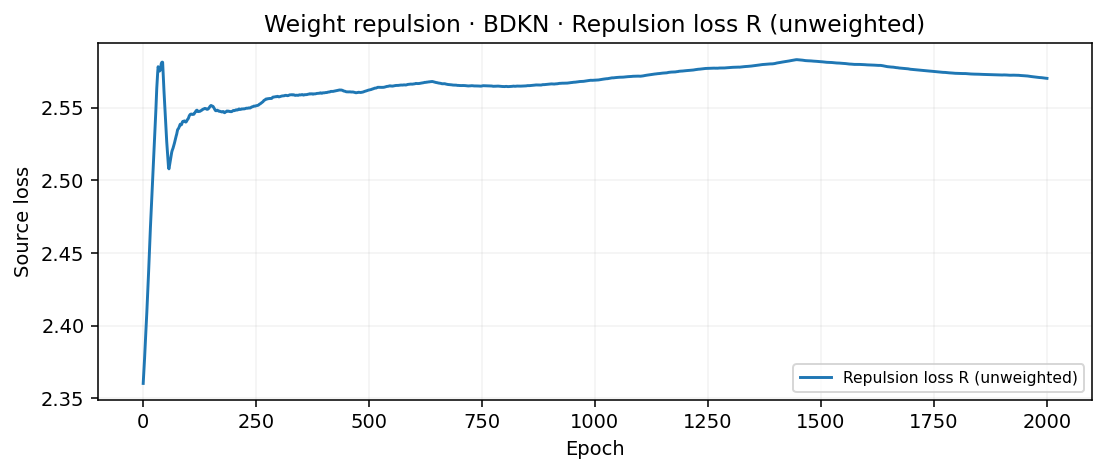 Weight repulsion · BDKN · Repulsion loss R (unweighted)
Source loss
2.55
2.50
2.45
2.40
2.35
Repulsion loss R (unweighted)
0 250 500 750 1000 1250 1500 1750 2000
Epoch